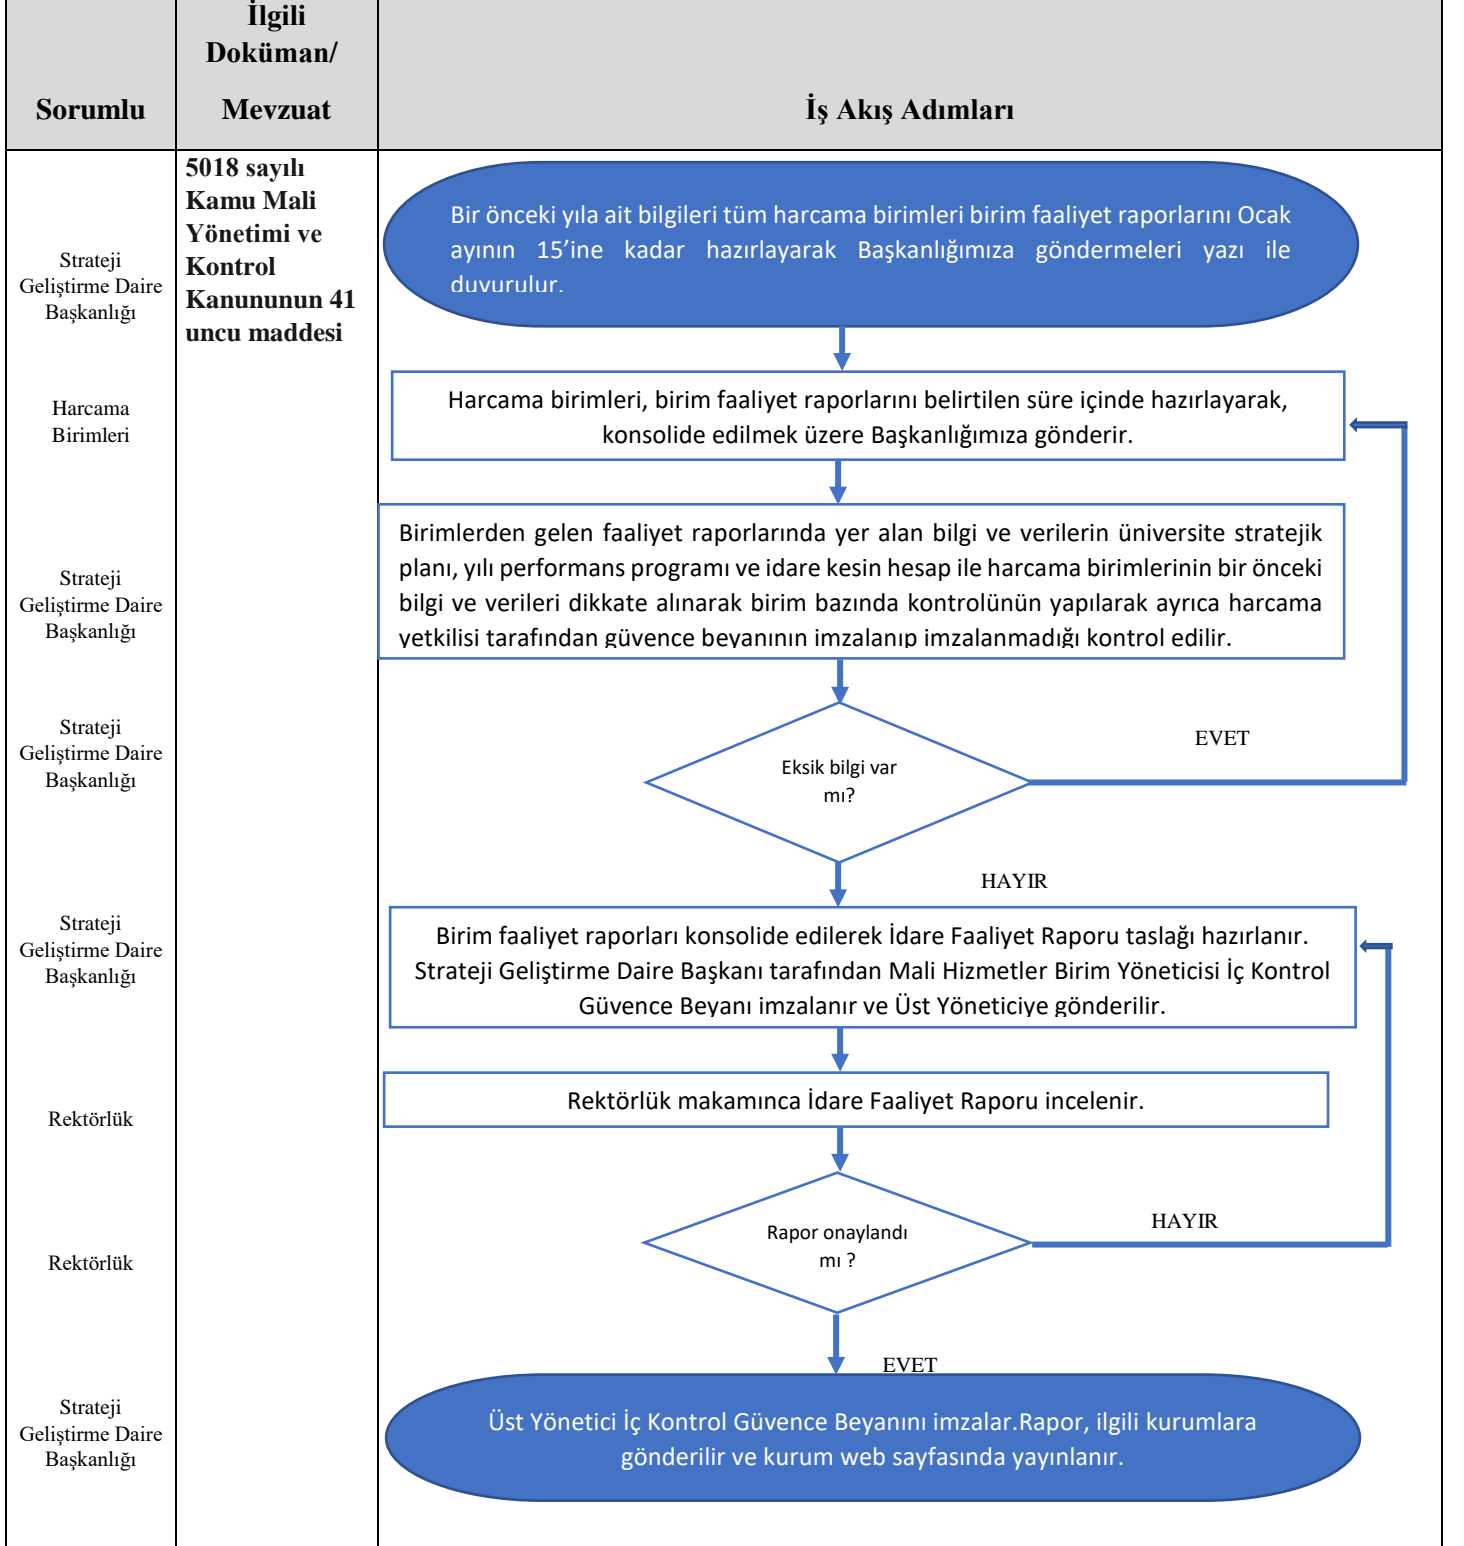 İlgili
Doküman/
Sorumlu
Mevzuat
İş Akış Adımları
Strateji
Geliştirme Daire
Başkanlığı
5018 sayılı
Kamu Mali
Yönetimi ve
Kontrol
Kanununun 41
uncu maddesi
Bir önceki yıla ait bilgileri tüm harcama birimleri birim faaliyet raporlarını Ocak
ayının 15’ine kadar hazırlayarak Başkanlığımıza göndermeleri yazı ile
duyurulur.
Harcama
Birimleri
Harcama birimleri, birim faaliyet raporlarını belirtilen süre içinde hazırlayarak,
konsolide edilmek üzere Başkanlığımıza gönderir.
Strateji
Geliştirme Daire
Başkanlığı
Birimlerden gelen faaliyet raporlarında yer alan bilgi ve verilerin üniversite stratejik
planı, yılı performans programı ve idare kesin hesap ile harcama birimlerinin bir önceki
bilgi ve verileri dikkate alınarak birim bazında kontrolünün yapılarak ayrıca harcama
yetkilisi tarafından güvence beyanının imzalanıp imzalanmadığı kontrol edilir.
Strateji
Geliştirme Daire
Başkanlığı
Eksik bilgi var
mı?
EVET
HAYIR
Strateji
Geliştirme Daire
Başkanlığı
Birim faaliyet raporları konsolide edilerek İdare Faaliyet Raporu taslağı hazırlanır.
Strateji Geliştirme Daire Başkanı tarafından Mali Hizmetler Birim Yöneticisi İç Kontrol
Güvence Beyanı imzalanır ve Üst Yöneticiye gönderilir.
Rektörlük
Rektörlük makamınca İdare Faaliyet Raporu incelenir.
Rektörlük
Rapor onaylandı
mı ?
HAYIR
EVET
Strateji
Geliştirme Daire
Başkanlığı
Üst Yönetici İç Kontrol Güvence Beyanını imzalar.Rapor, ilgili kurumlara
gönderilir ve kurum web sayfasında yayınlanır.